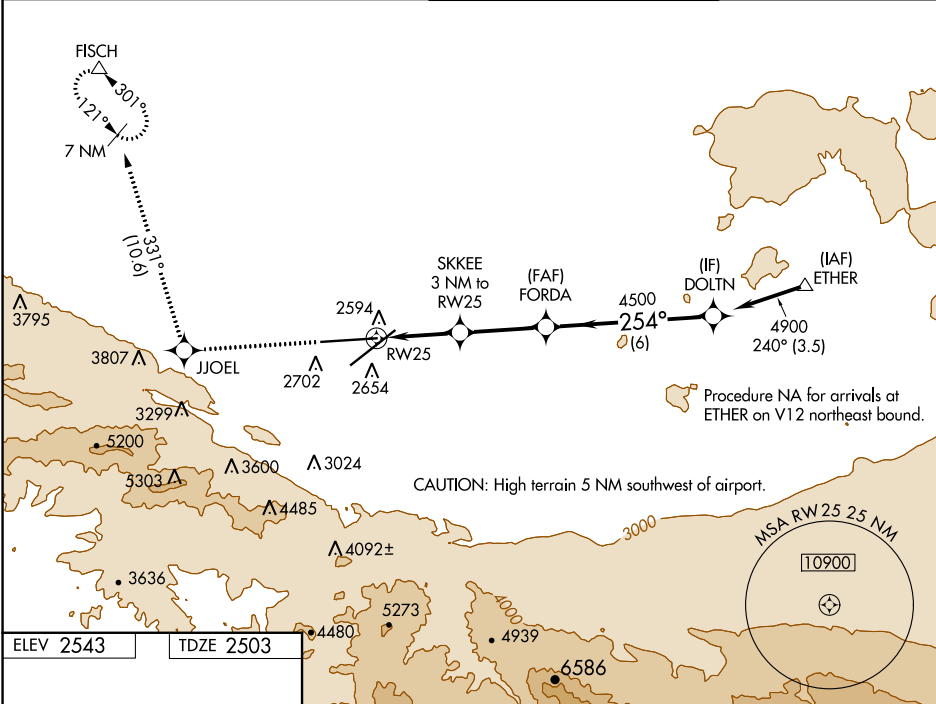 FISCH
301°
121°
7 NM
331°
(10.6)
(IAF)
ETHER
(IF)
DOLTN
SKKEE
3 NM to
RW25
(FAF)
FORDA
4500
254°
(6)
4900
240° (3.5)
2594
RW25
3795
3807
JJOEL
2702
2654
Procedure NA for arrivals at
ETHER on V12 northeast bound.
3299
5200
3600
3024
5303
4485
CAUTION: High terrain 5 NM southwest of airport.
3000
MSA RW25 25 NM
10900
4092±
3636
4000
5273
4480
4939
6586
ELEV 2543
TDZE 2503